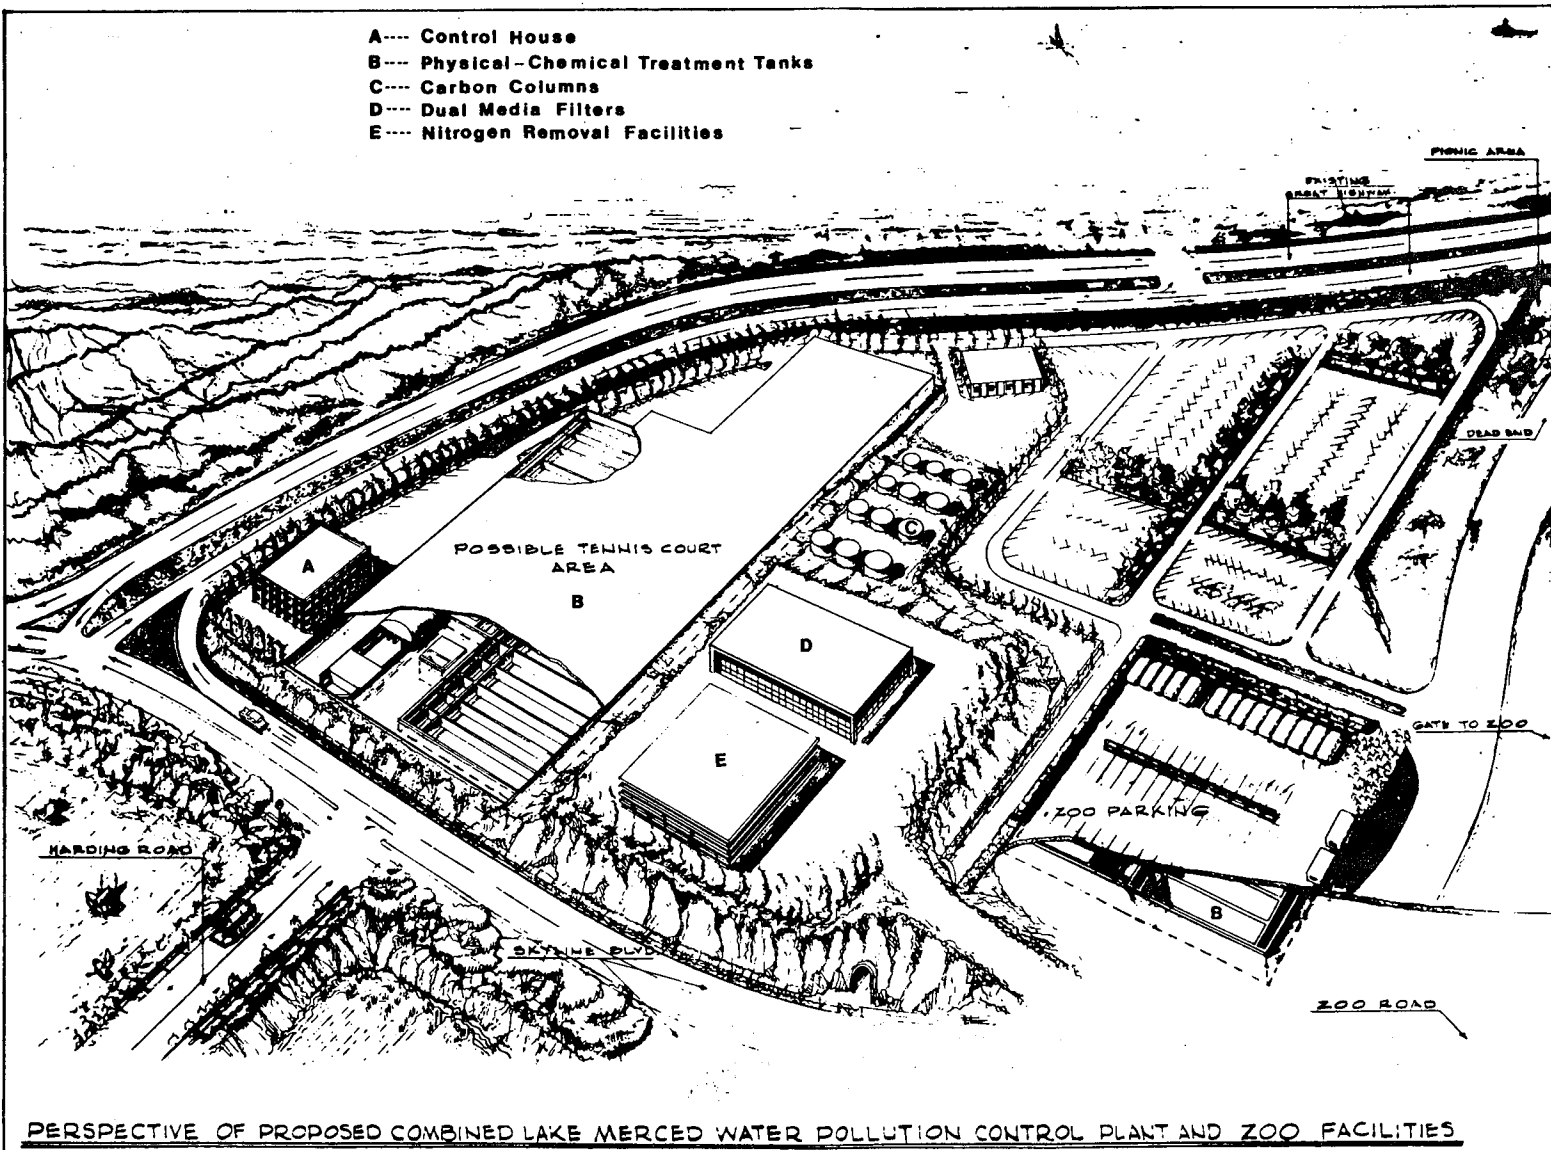 A---- Control House
B---- Physical-Chemical Treatment Tanks
C---- Carbon Columns
D---- Dual Media Filters
E---- Nitrogen Removal Facilities
PICNIC AREA
EXISTING
GREAT HIGHWAY
DEAD END
C
POSSIBLE TENNIS COURT
AREA
A
B
D
GATE TO ZOO
E
ZOO PARKING
HARDING ROAD
B
SKYLINE BLVD
ZOO ROAD
PERSPECTIVE OF PROPOSED COMBINED LAKE MERCED WATER POLLUTION CONTROL PLANT AND ZOO FACILITIES